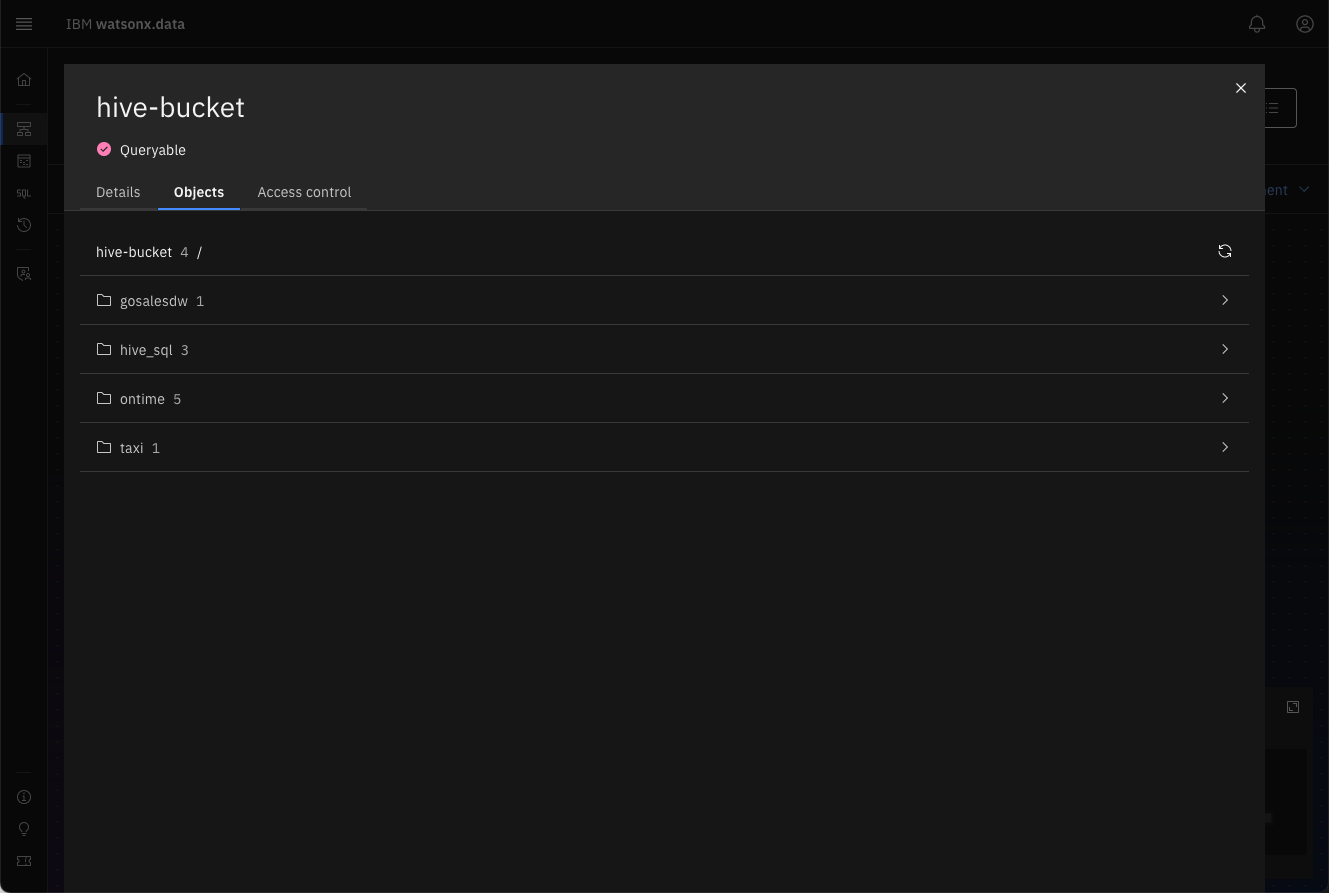 IBM watsonx.data
hive-bucket
Queryable
Details Objects Access control
ent
hive-bucket 4 /
gosalesdw 1
SQL
hive_sql 3
ontime 5
taxi 1